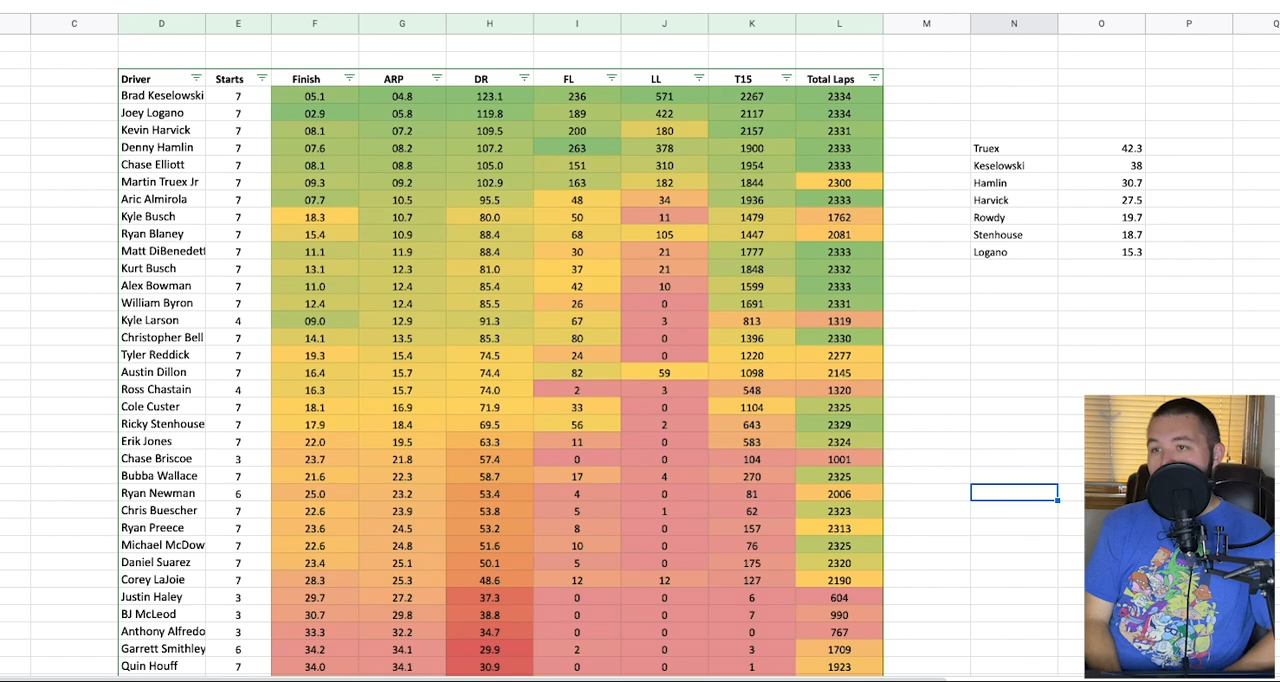 C D E F G H I J K L M N O P Q
Driver Starts Finish ARP DR FL LL T15 Total Laps
Brad Keselowski 7 05.1 04.8 123.1 236 571 2267 2334
Joey Logano 7 02.9 05.8 119.8 189 422 2117 2334
Kevin Harvick 7 08.1 07.2 109.5 200 180 2157 2331
Denny Hamlin 7 07.6 08.2 107.2 263 378 1900 2333 Truex 42.3
Chase Elliott 7 08.1 08.8 105.0 151 310 1954 2333 Keselowski 38
Martin Truex Jr 7 09.3 09.2 102.9 163 182 1844 2300 Hamlin 30.7
Aric Almirola 7 07.7 10.5 95.5 48 34 1936 2333 Harvick 27.5
Kyle Busch 7 18.3 10.7 80.0 50 11 1479 1762 Rowdy 19.7
Ryan Blaney 7 15.4 10.9 88.4 68 105 1447 2081 Stenhouse 18.7
Matt DiBenedett 7 11.1 11.9 88.4 30 21 1777 2333 Logano 15.3
Kurt Busch 7 13.1 12.3 81.0 37 21 1848 2332
Alex Bowman 7 11.0 12.4 85.4 42 10 1599 2333
William Byron 7 12.4 12.4 85.5 26 0 1691 2331
Kyle Larson 4 09.0 12.9 91.3 67 3 813 1319
Christopher Bell 7 14.1 13.5 85.3 80 0 1396 2330
Tyler Reddick 7 19.3 15.4 74.5 24 0 1220 2277
Austin Dillon 7 16.4 15.7 74.4 82 59 1098 2145
Ross Chastain 4 16.3 15.7 74.0 2 3 548 1320
Cole Custer 7 18.1 16.9 71.9 33 0 1104 2325
Ricky Stenhouse 7 17.9 18.4 69.5 56 2 643 2329
Erik Jones 7 22.0 19.5 63.3 11 0 583 2324
Chase Briscoe 3 23.7 21.8 57.4 0 0 104 1001
Bubba Wallace 7 21.6 22.3 58.7 17 4 270 2325
Ryan Newman 6 25.0 23.2 53.4 4 0 81 2006
Chris Buescher 7 22.6 23.9 53.8 5 1 62 2323
Ryan Preece 7 23.6 24.5 53.2 8 0 157 2313
Michael McDow 7 22.6 24.8 51.6 10 0 76 2325
Daniel Suarez 7 23.4 25.1 50.1 5 0 175 2320
Corey LaJoie 7 28.3 25.3 48.6 12 12 127 2190
Justin Haley 3 29.7 27.2 37.3 0 0 6 604
BJ McLeod 3 30.7 29.8 38.8 0 0 7 990
Anthony Alfredo 3 33.3 32.2 34.7 0 0 0 767
Garrett Smithley 6 34.2 34.1 29.9 2 0 3 1709
Quin Houff 7 34.0 34.1 30.9 0 0 1 1923